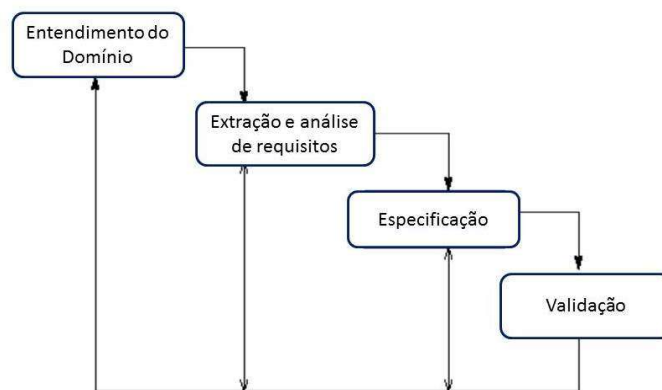 Entendimento do
Domínio
Extração e análise
de requisitos
Especificação
Validação